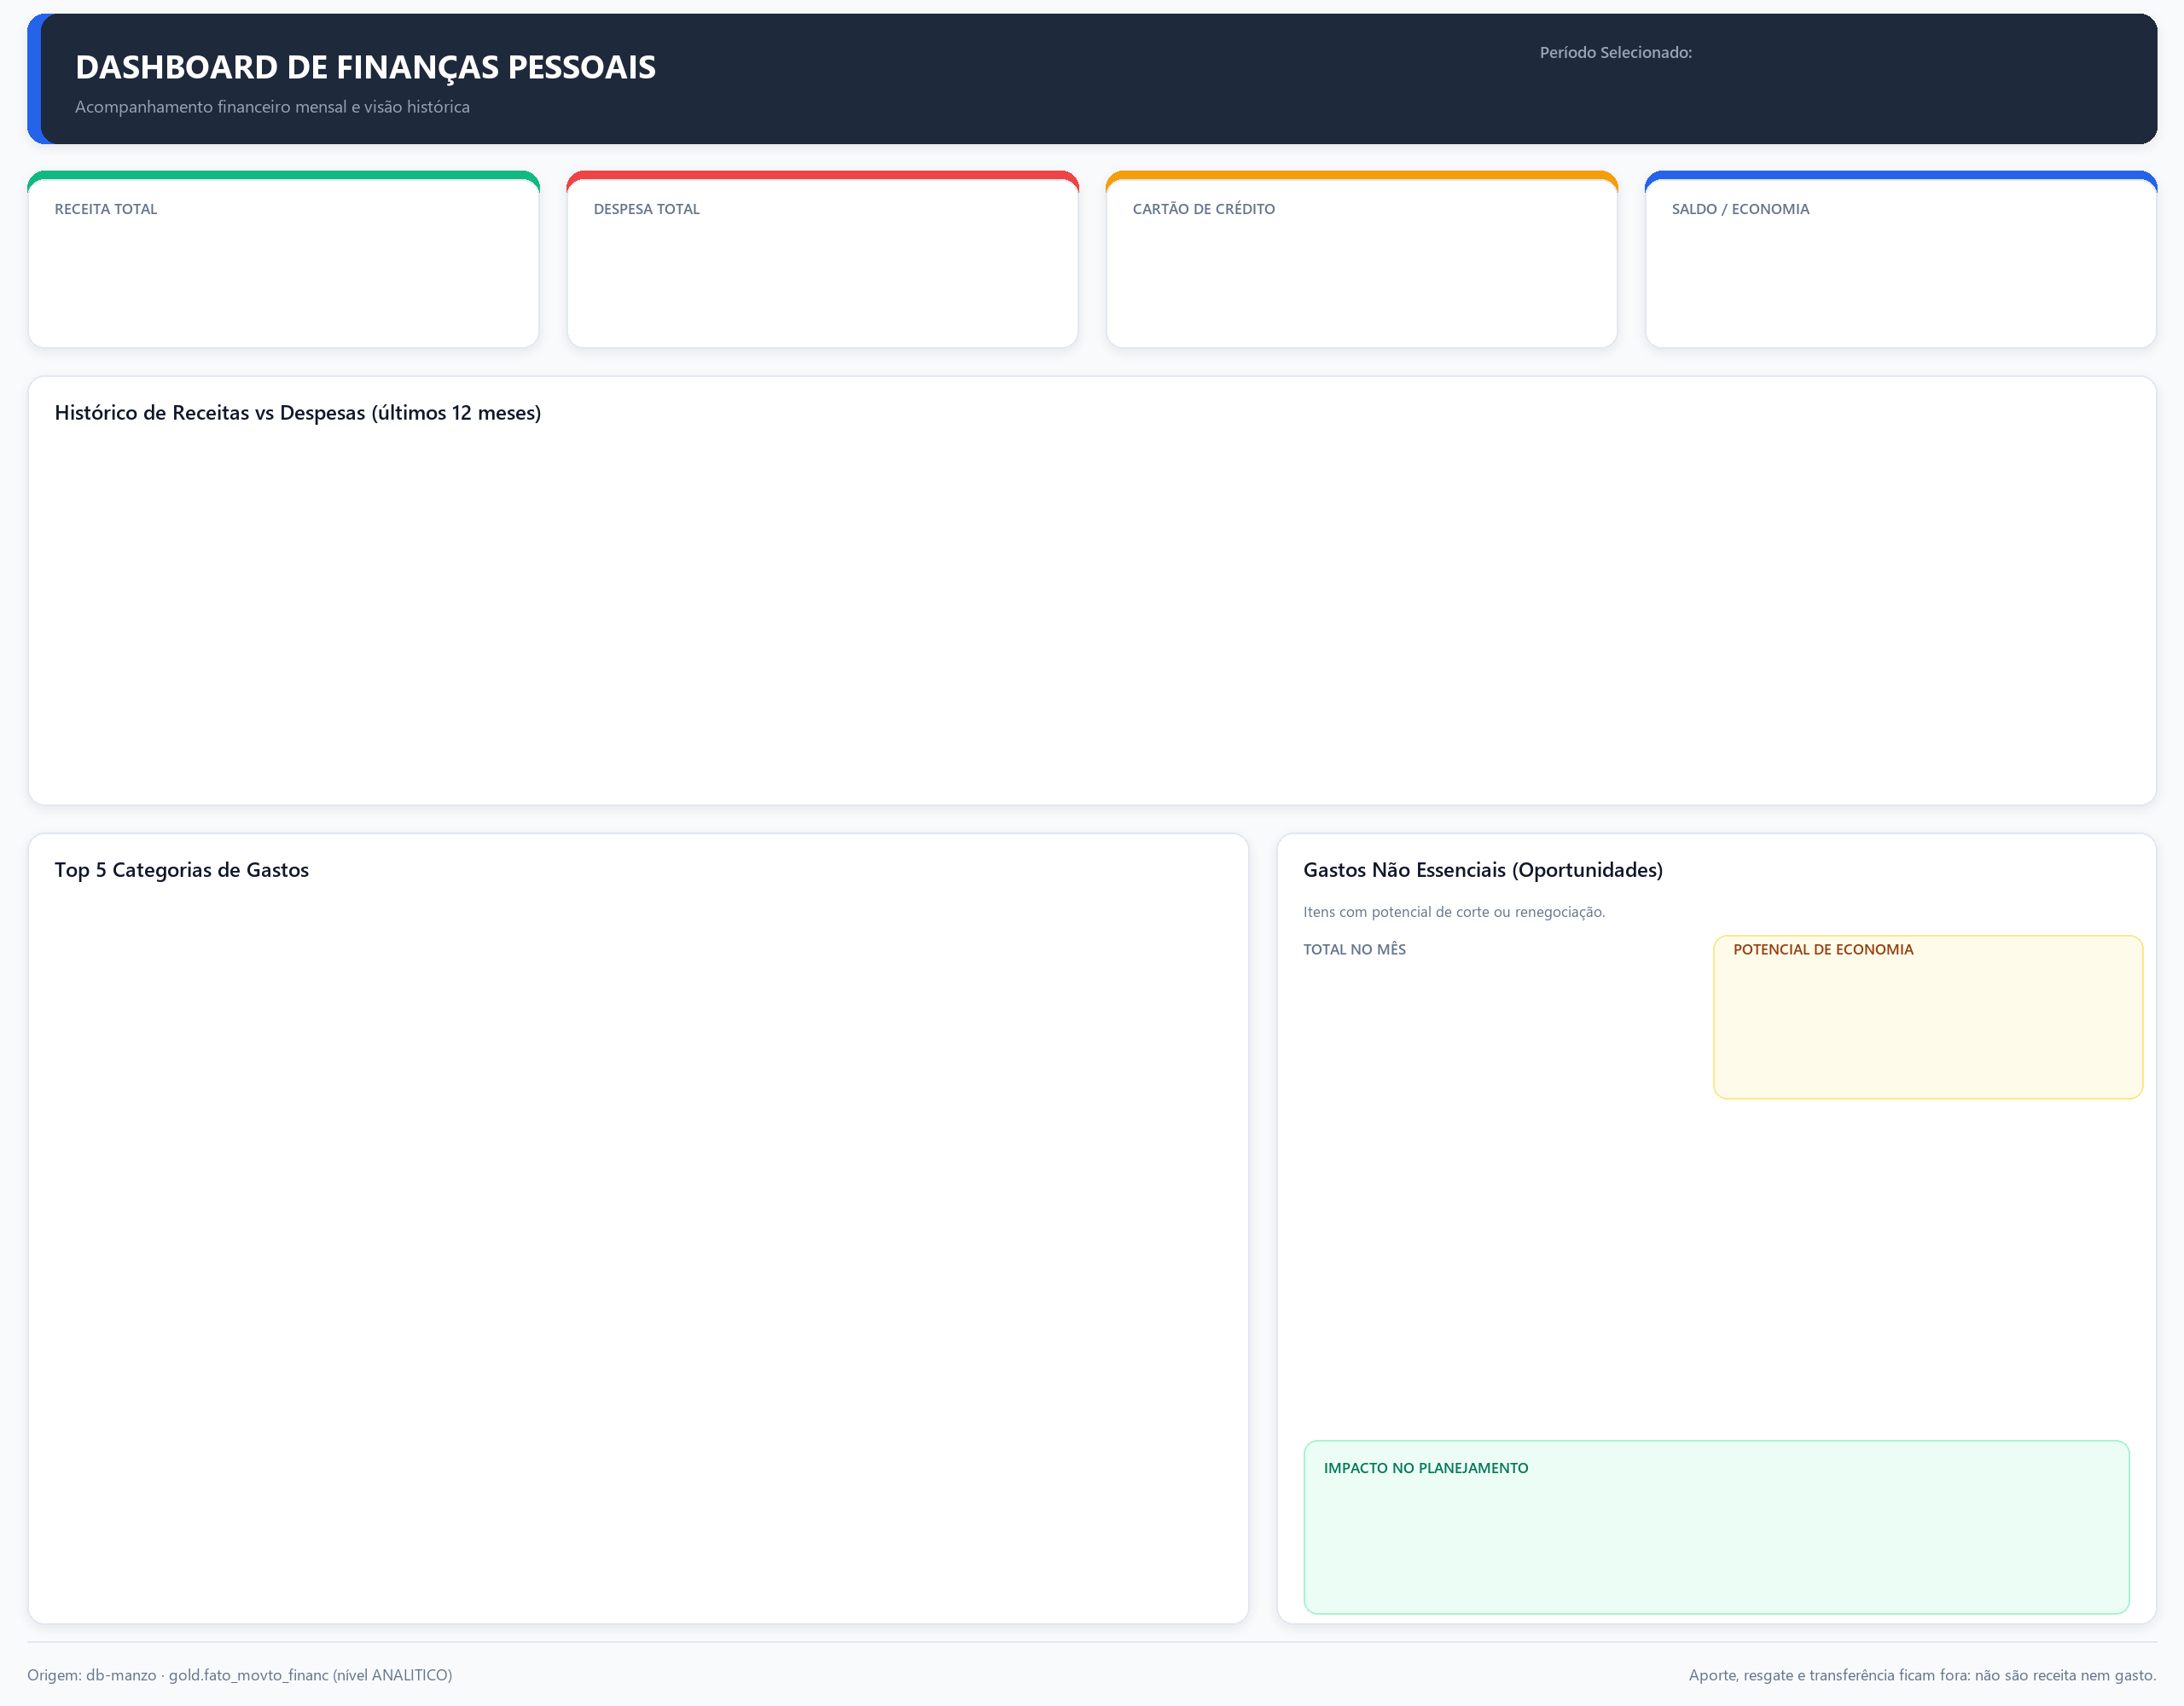 DASHBOARD DE FINANÇAS PESSOAIS
Acompanhamento financeiro mensal e visão histórica
Período Selecionado:
RECEITA TOTAL
DESPESA TOTAL
CARTÃO DE CRÉDITO
SALDO / ECONOMIA
Histórico de Receitas vs Despesas (últimos 12 meses)
Top 5 Categorias de Gastos
Gastos Não Essenciais (Oportunidades)
Itens com potencial de corte ou renegociação.
TOTAL NO MÊS
POTENCIAL DE ECONOMIA
IMPACTO NO PLANEJAMENTO
Origem: db-manzo · gold.fato_movto_financ (nível ANALITICO)
Aporte, resgate e transferência ficam fora: não são receita nem gasto.